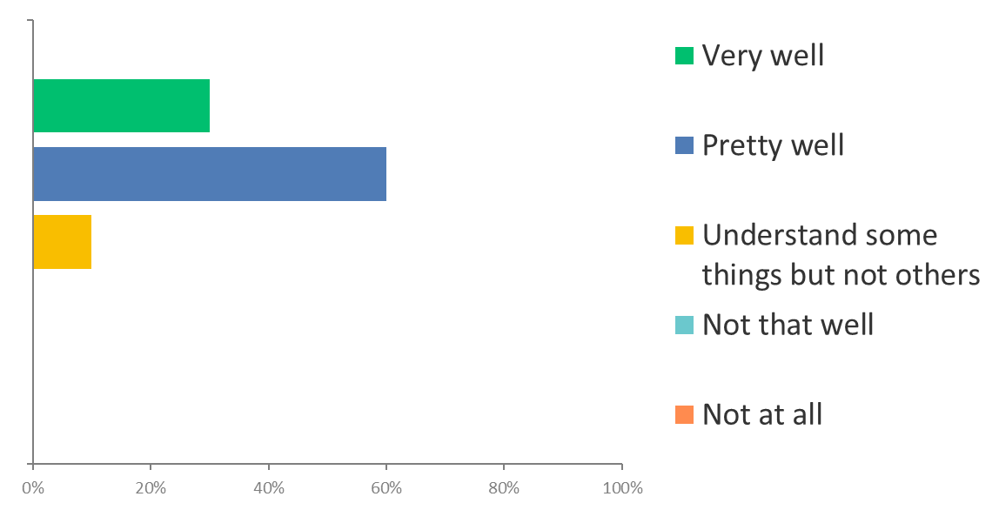 Very well
Pretty well
Understand some
things but not others
Not that well
Not at all
0%
20%
40%
60%
80%
100%